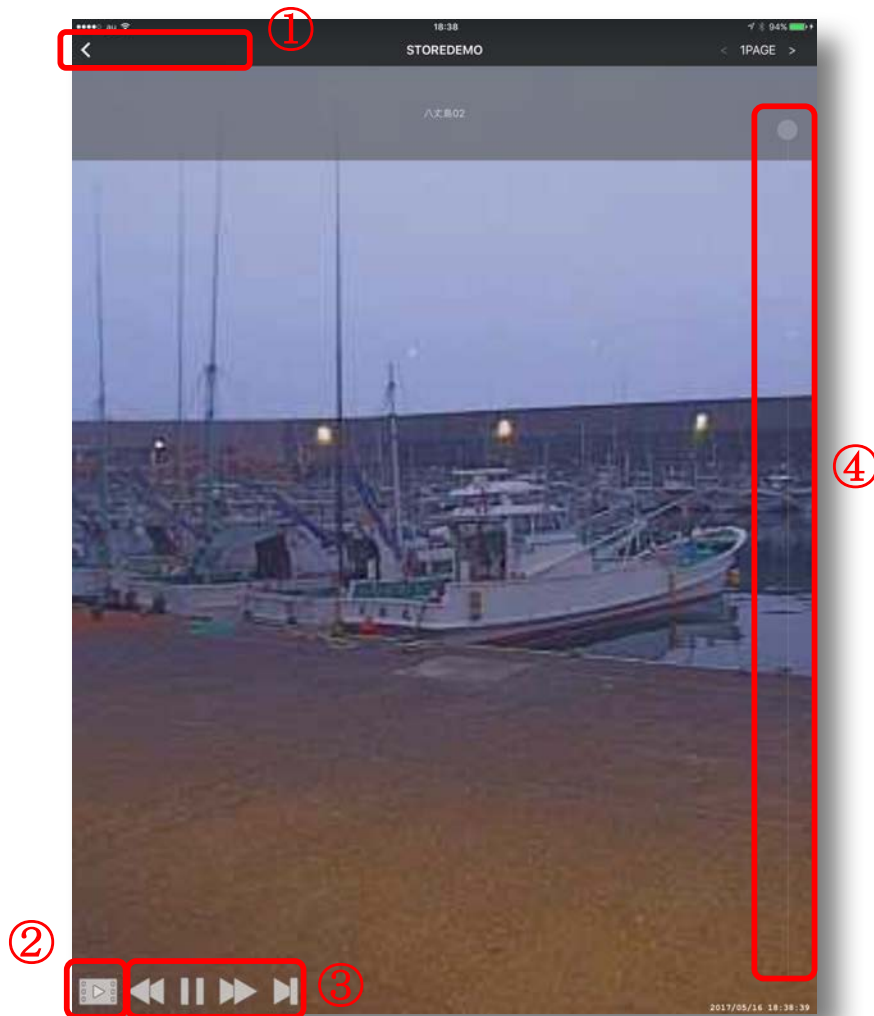 ①
au 18:38 94%
STOREDEMO < 1PAGE >
八丈島02
④
②
③
2017/05/16 18:38:39